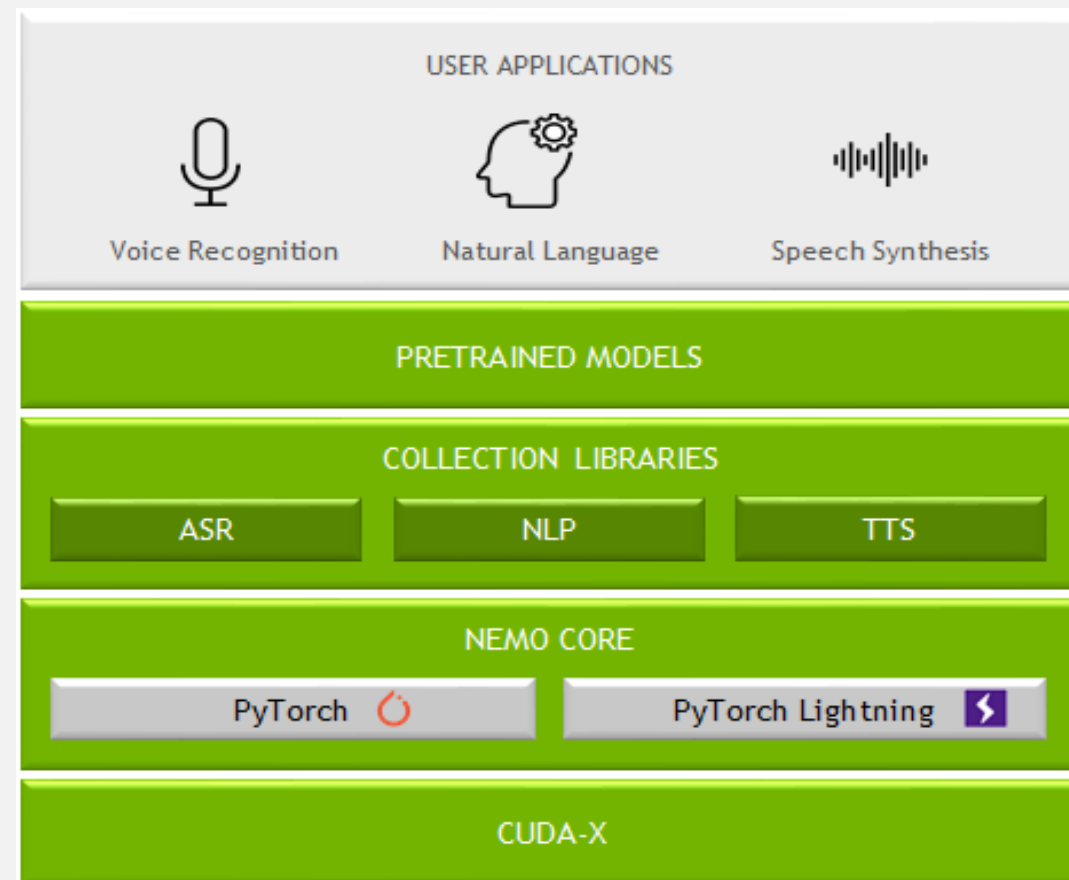 USER APPLICATIONS
Voice Recognition Natural Language Speech Synthesis
PRETRAINED MODELS
COLLECTION LIBRARIES
ASR NLP TTS
NEMO CORE
PyTorch PyTorch Lightning
CUDA-X